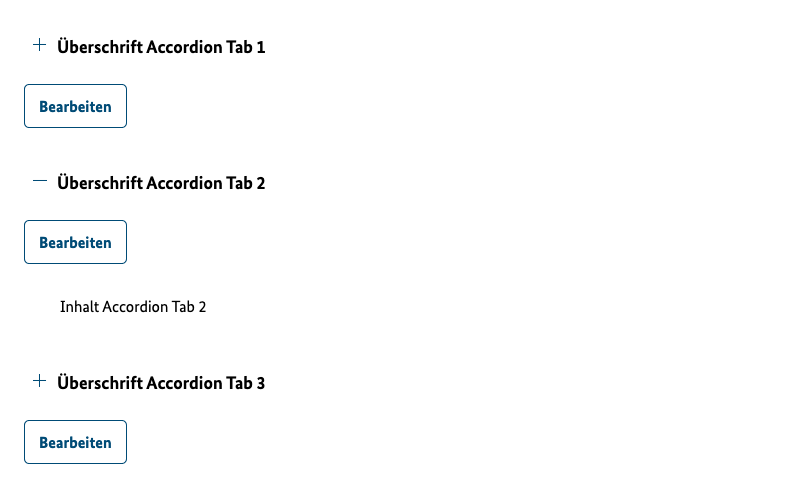 Überschrift Accordion Tab 1
Bearbeiten
Überschrift Accordion Tab 2
Bearbeiten
Inhalt Accordion Tab 2
Überschrift Accordion Tab 3
Bearbeiten